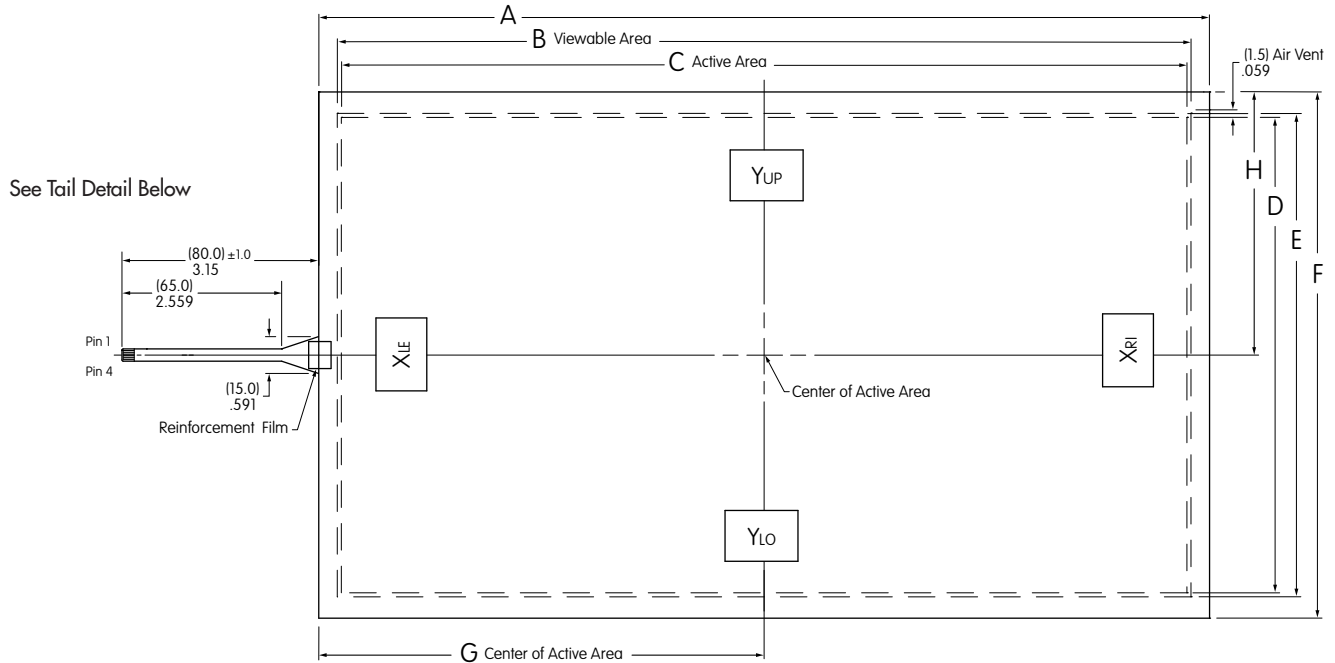 A
B Viewable Area
C Active Area
(1.5) Air Vent
.059
YUP
H
D
E
F
See Tail Detail Below
(80.0) ±1.0
3.15
(65.0)
2.559
Pin 1
Pin 4
XLE
XRI
(15.0)
.591
Center of Active Area
Reinforcement Film
YLO
G Center of Active Area